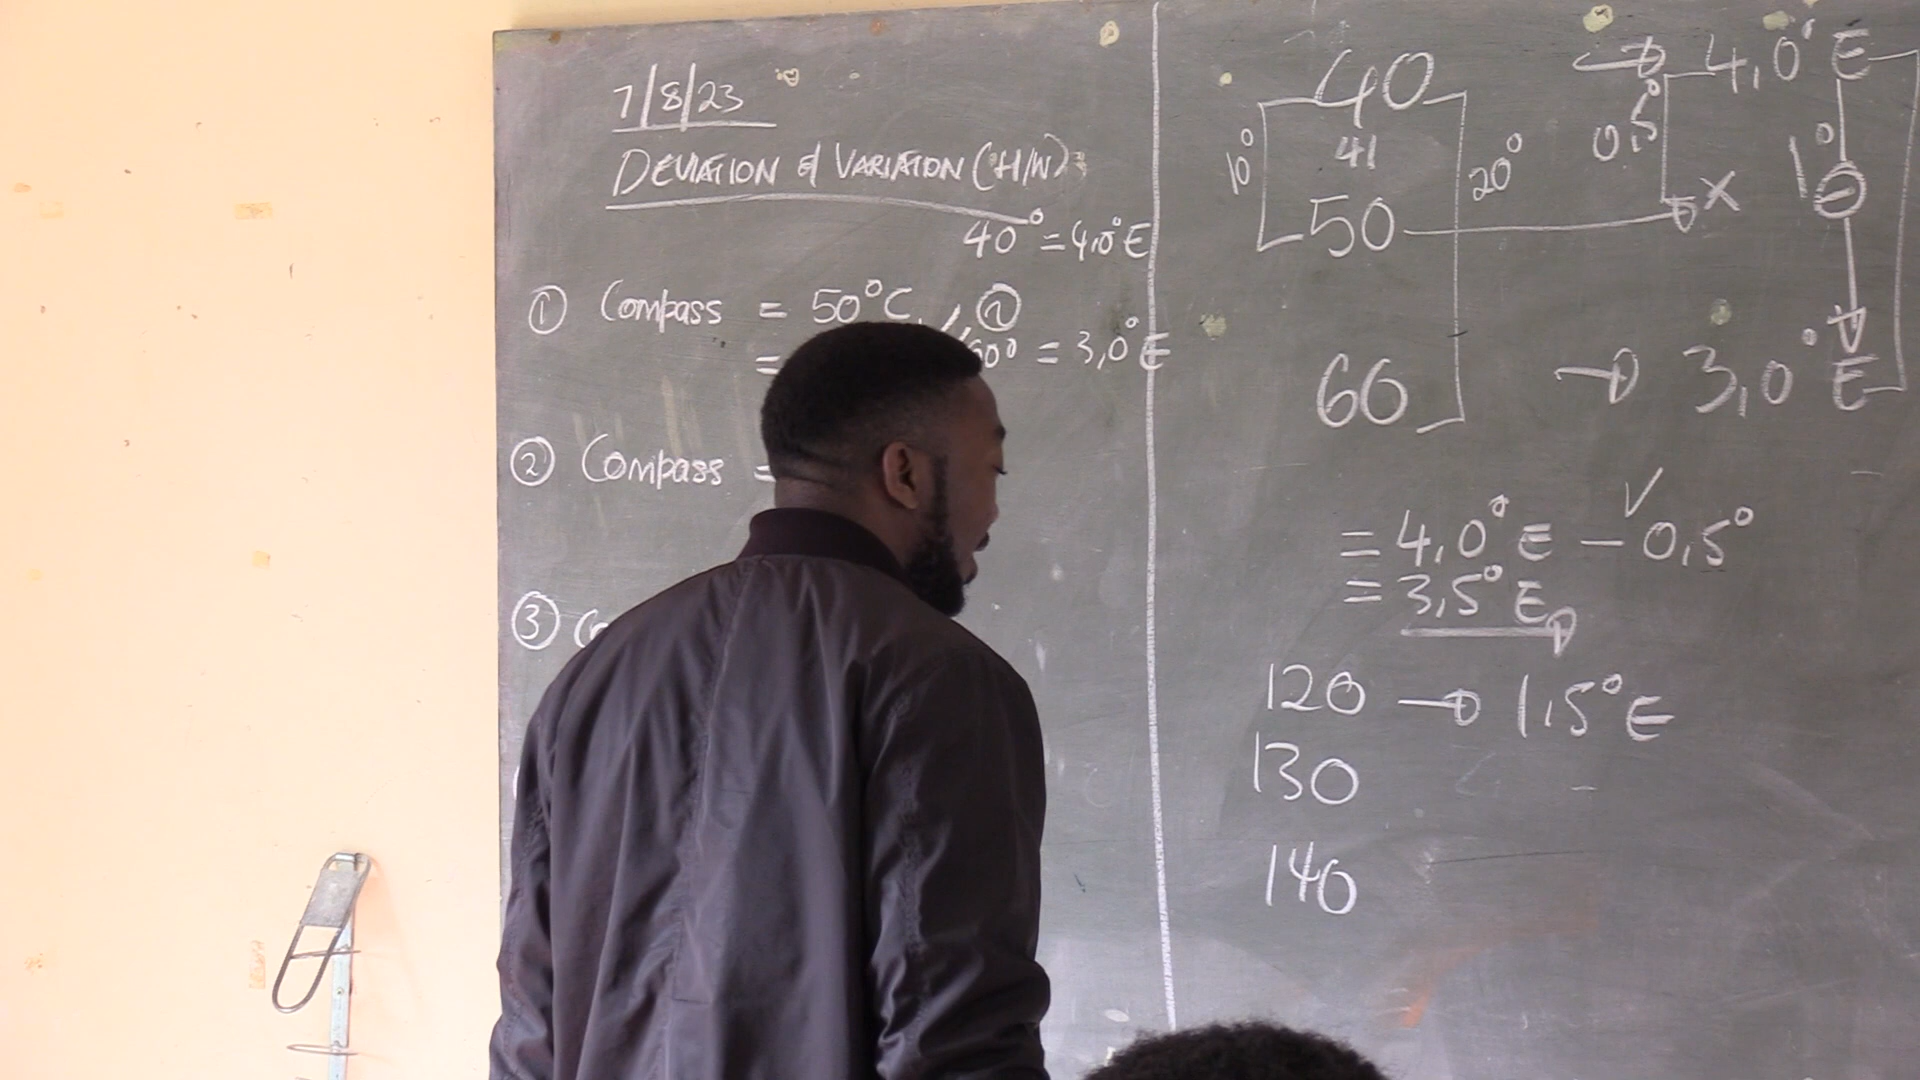 7/8/23
DEVIATION & VARIATION (H/W)
40° = 4,0° E
① Compass = 50° C
= 60° = 3,0° E
② Compass =
③
40 → 4,0° E
10° 41 20° 0,5° 1°
50 X
60 → 3,0° E
= 4,0° E - 0,5°
= 3,5° E
120 → 1,5° E
130
140